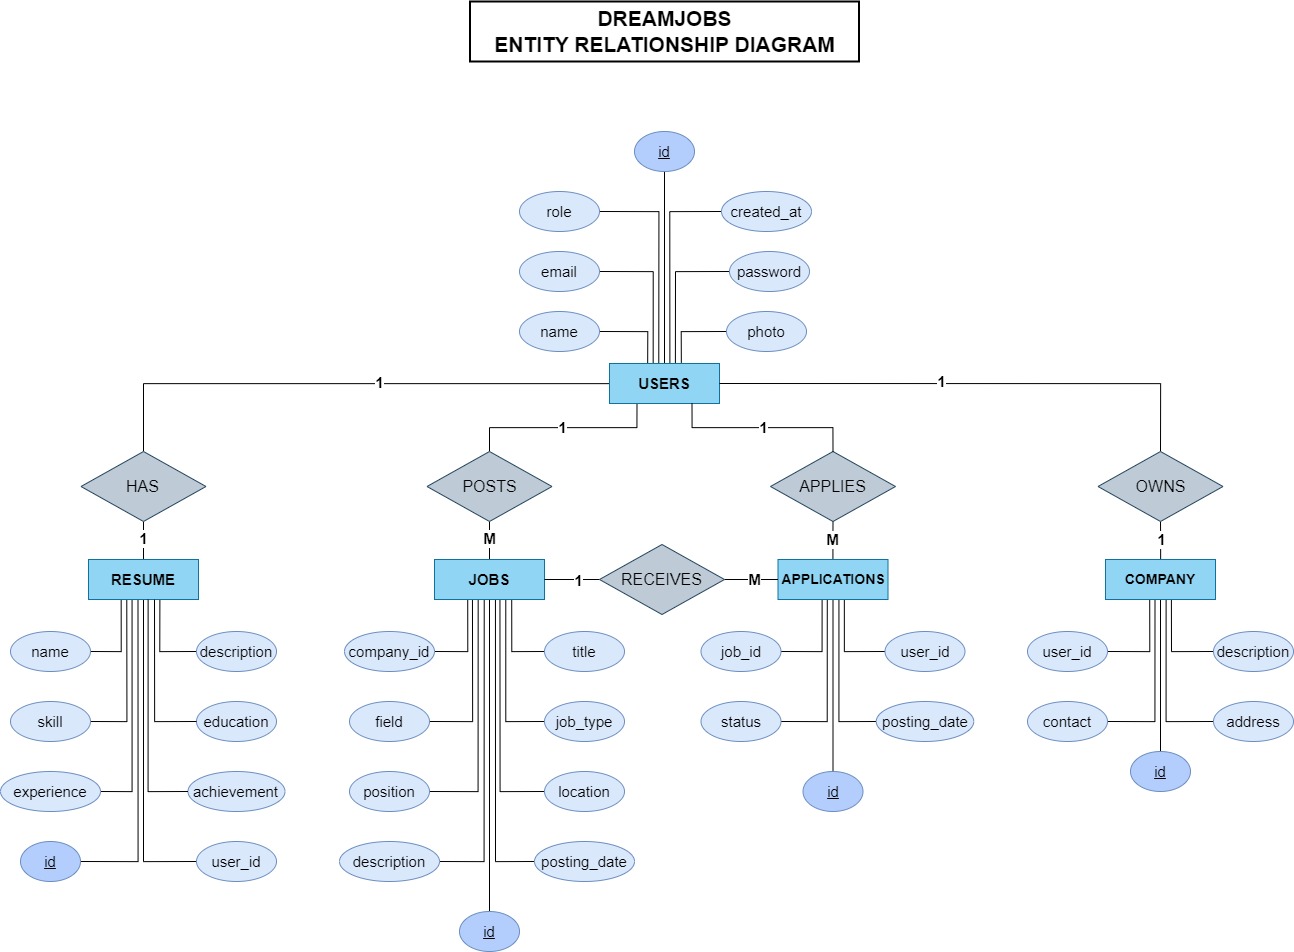 DREAMJOBS
ENTITY RELATIONSHIP DIAGRAM
id
role
created_at
email
password
name
photo
USERS
1
1
1
1
HAS
POSTS
APPLIES
OWNS
1
M
M
1
RESUME
JOBS
1
RECEIVES
M
APPLICATIONS
COMPANY
name
description
company_id
title
job_id
user_id
user_id
description
skill
education
field
job_type
status
posting_date
contact
address
id
experience
achievement
position
location
id
id
user_id
description
posting_date
id